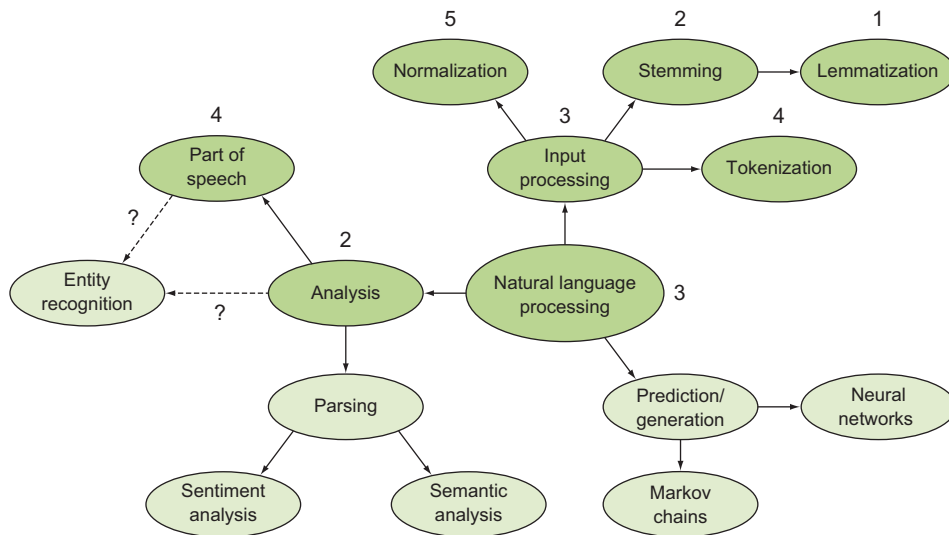 5
2
1
Normalization
Stemming
Lemmatization
3
4
4
Part of
speech
Input
processing
Tokenization
?
2
Entity
recognition
?
Analysis
Natural language
processing
3
Parsing
Prediction/
generation
Neural
networks
Sentiment
analysis
Semantic
analysis
Markov
chains